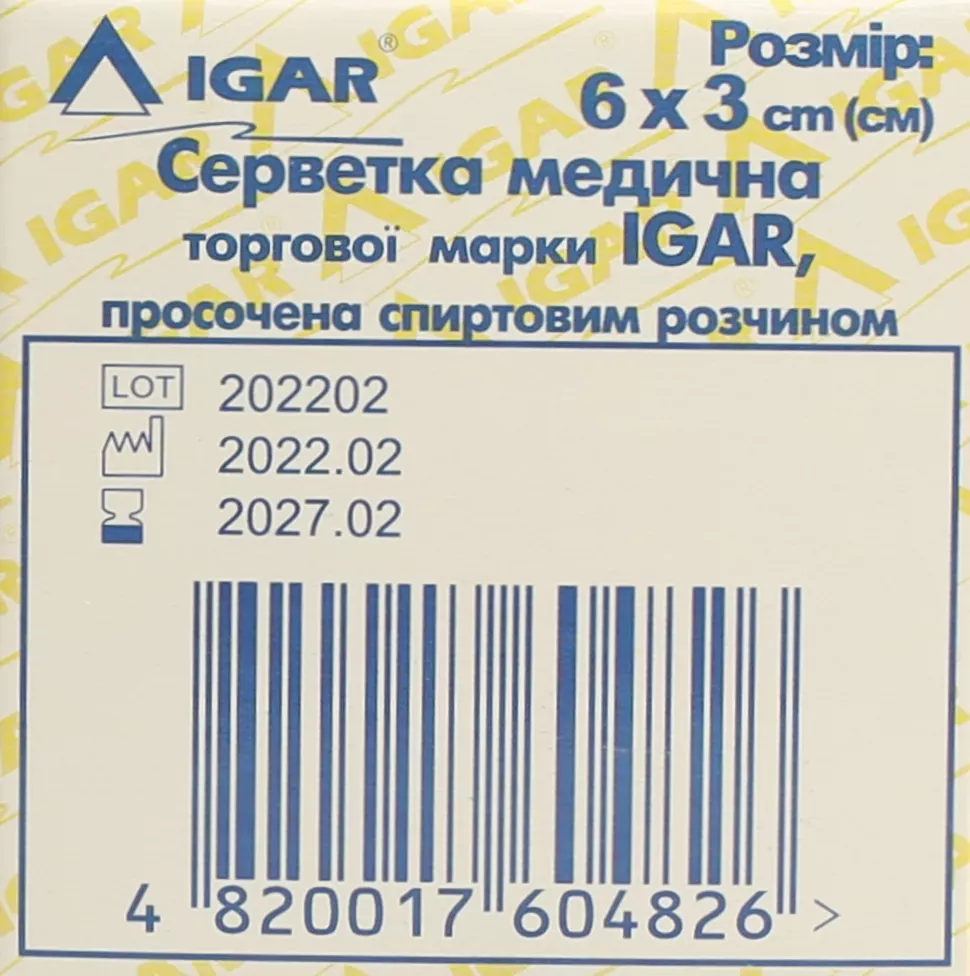 IGAR®
Розмір:
6 x 3 cm (см)
Серветка медична
торгової марки IGAR,
просочена спиртовим розчином
LOT 202202
2022.02
2027.02
4 820017 604826 >